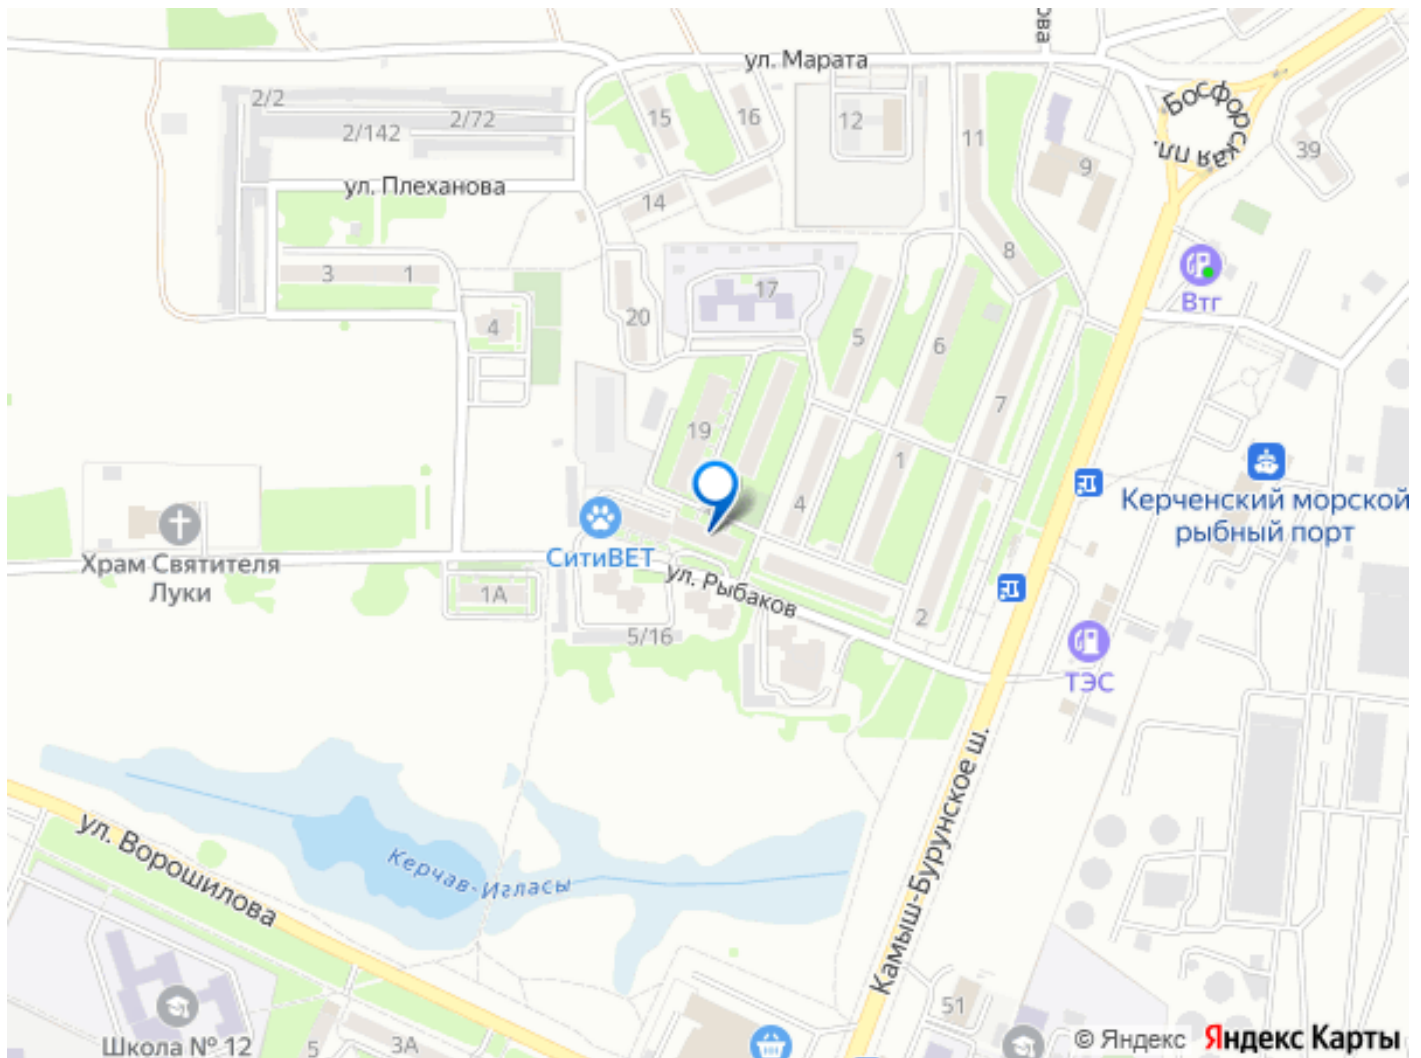 ова
ул. Марата
Босфорская пл.
2/2
2/142
2/72
15
16
12
11
9
39
ул. Плеханова
14
8
3
1
4
20
17
5
6
7
Втг
19
4
1
Керченский морской
рыбный порт
Храм Святителя
Луки
СитиВЕТ
1А
5/16
ул. Рыбаков
2
ТЭС
ул. Ворошилова
Керчав-Игласы
Камыш-Бурунское ш.
51
Школа № 12
5
3А
© Яндекс Яндекс Карты